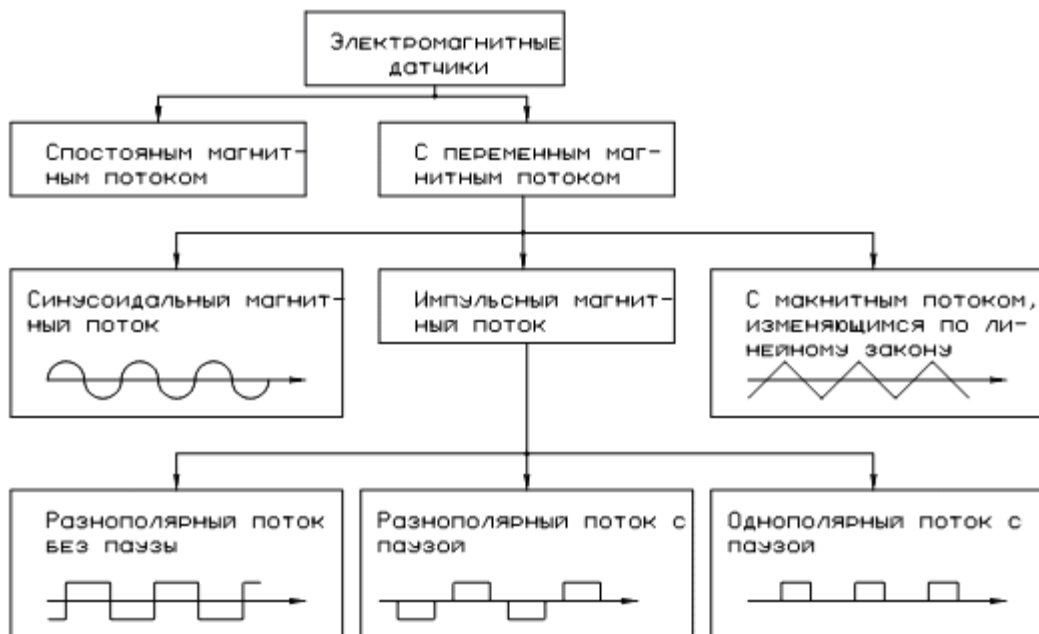 Электромагнитные
датчики
Спостояным магнит-
ным потоком
С переменным маг-
нитным потоком
Синусоидальный магнит-
ный поток
Импульсный магнит-
ный поток
С макнитным потоком,
изменяющимся по ли-
нейному закону
Разнополярный поток
без паузы
Разнополярный поток с
паузой
Однополярный поток с
паузой